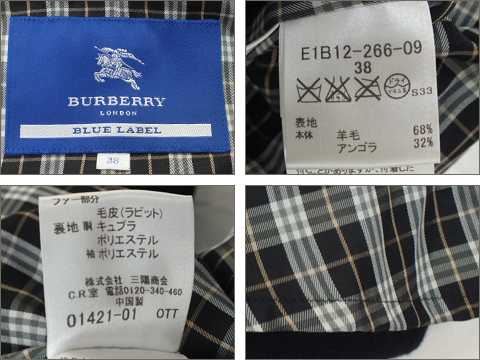 BURBERRY
LONDON
BLUE LABEL
38
E1B12-266-09
38
ドライ
S33
表地
本体 羊毛 68%
アンゴラ 32%
ファー部分
毛皮(ラビット)
裏地 胴 キュプラ
ポリエステル
袖 ポリエステル
株式会社 三陽商会
C.R.室 電話0120-340-460
中国製
01421-01 OTT